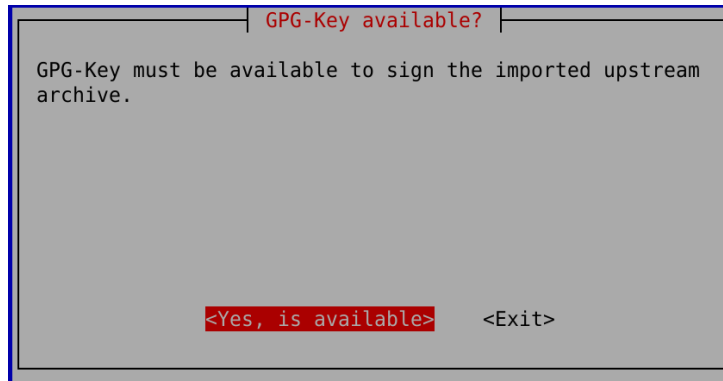 GPG-Key available?
GPG-Key must be available to sign the imported upstream
archive.
<Yes, is available> <Exit>